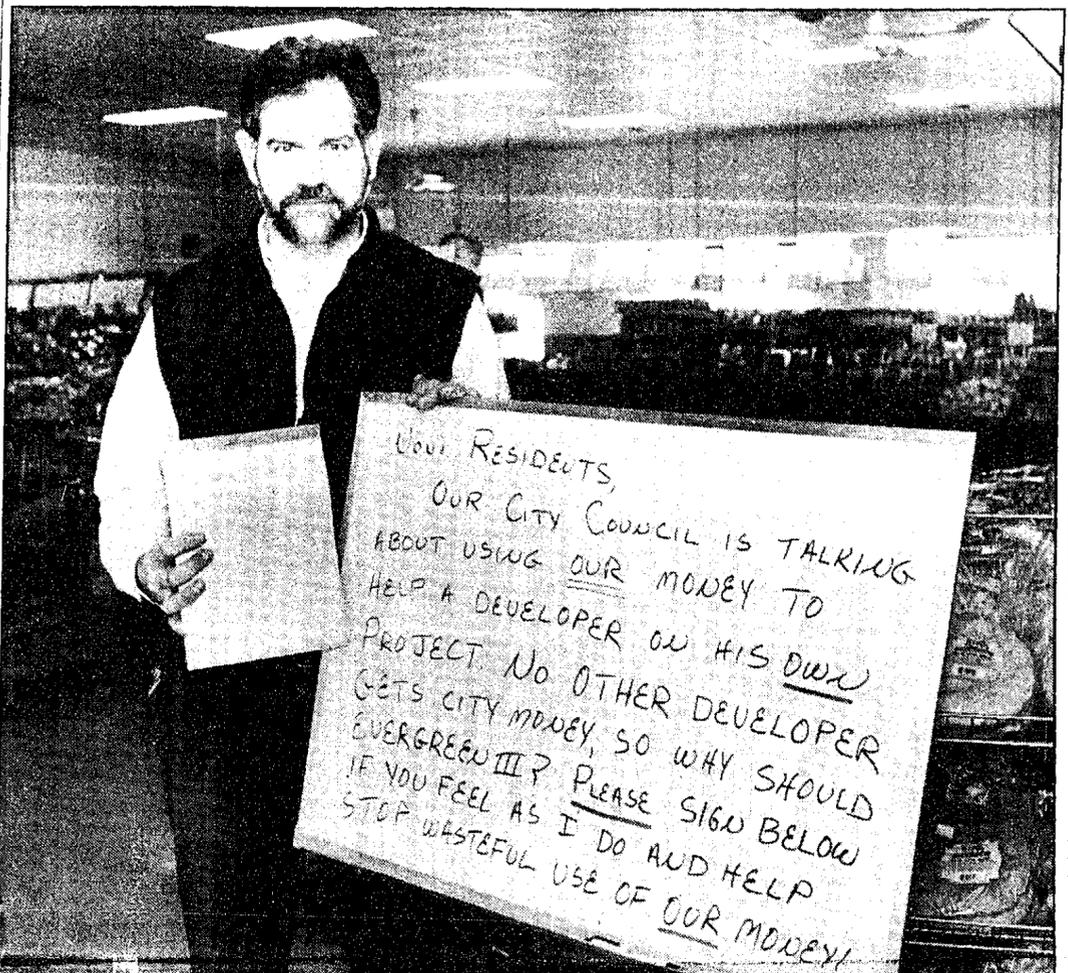 RESIDENTS,
OUR CITY COUNCIL IS TALKING
ABOUT USING OUR MONEY TO
HELP A DEVELOPER ON HIS OWN
PROJECT. NO OTHER DEVELOPER
GETS CITY MONEY, SO WHY SHOULD
EVERGREEN III? PLEASE SIGN BELOW
IF YOU FEEL AS I DO AND HELP
STOP WASTEFUL USE OF OUR MONEY!